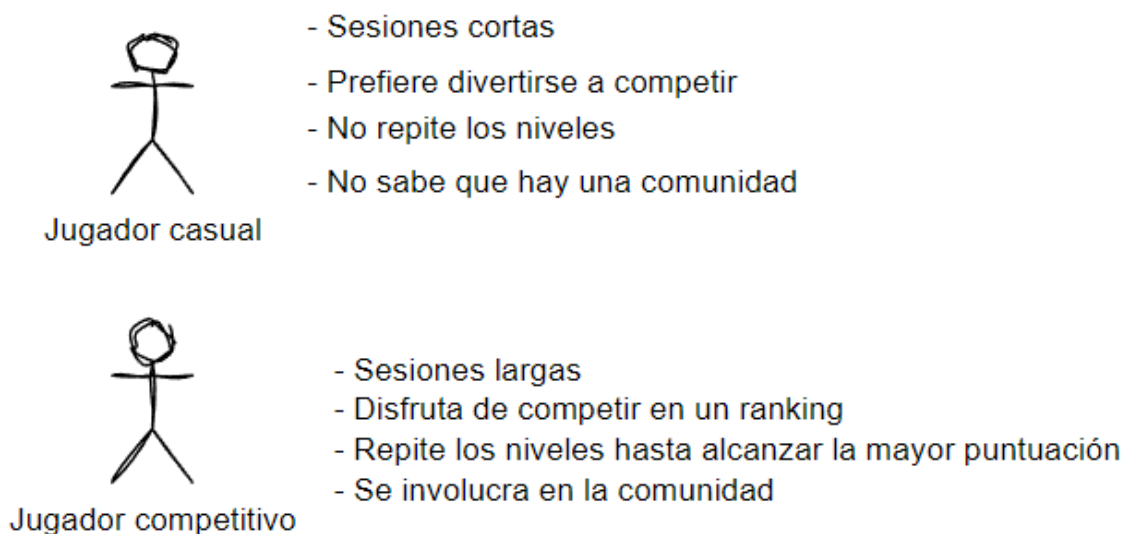 - Sesiones cortas
- Prefiere divertirse a competir
- No repite los niveles
- No sabe que hay una comunidad
Jugador casual
- Sesiones largas
- Disfruta de competir en un ranking
- Repite los niveles hasta alcanzar la mayor puntuación
- Se involucra en la comunidad
Jugador competitivo